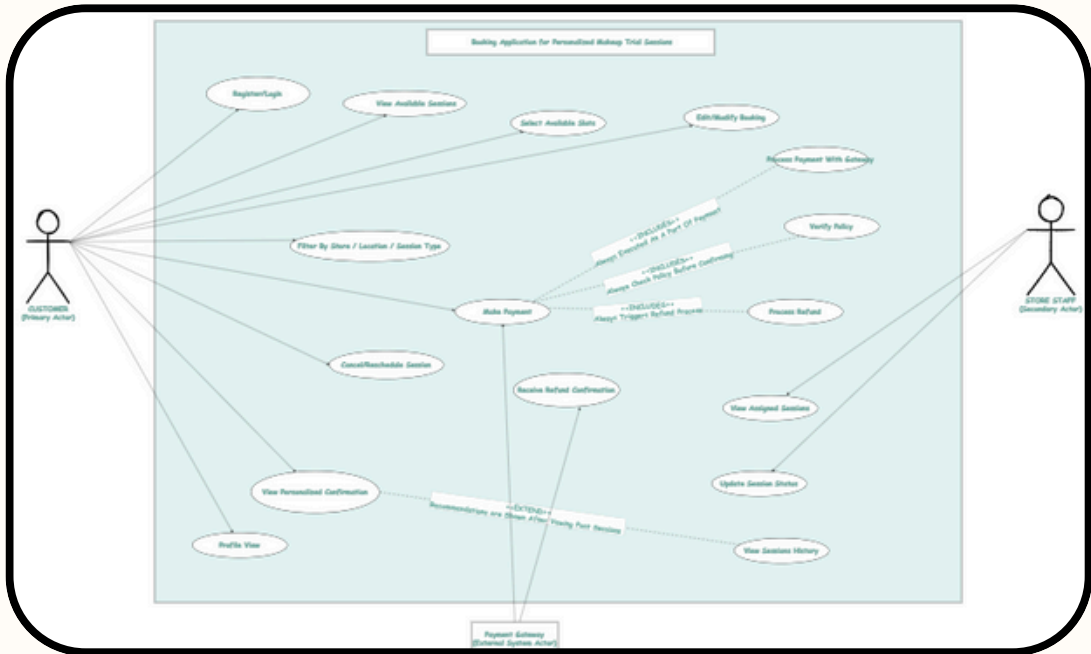 Booking Application for Personalized Makeup Trial Sessions
Register/Login
View Available Sessions
Select Available Slots
Edit/Modify Booking
Process Payment With Gateway
<<INCLUDES>>
Always Executed As a Part Of Payment
Verify Policy
Filter By Store / Location / Session Type
<<INCLUDES>>
Always Check Policy Before Confirming
CUSTOMER
(Primary Actor)
STORE STAFF
(Secondary Actor)
Make Payment
<<INCLUDES>>
Always Triggers Refund Process
Process Refund
Cancel/Reschedule Session
Receive Refund Confirmation
View Assigned Sessions
View Personalized Confirmation
Update Session Status
<<EXTEND>>
Recommendations are Shown After Viewing Past Sessions
Profile View
View Sessions History
Payment Gateway
(External System Actor)